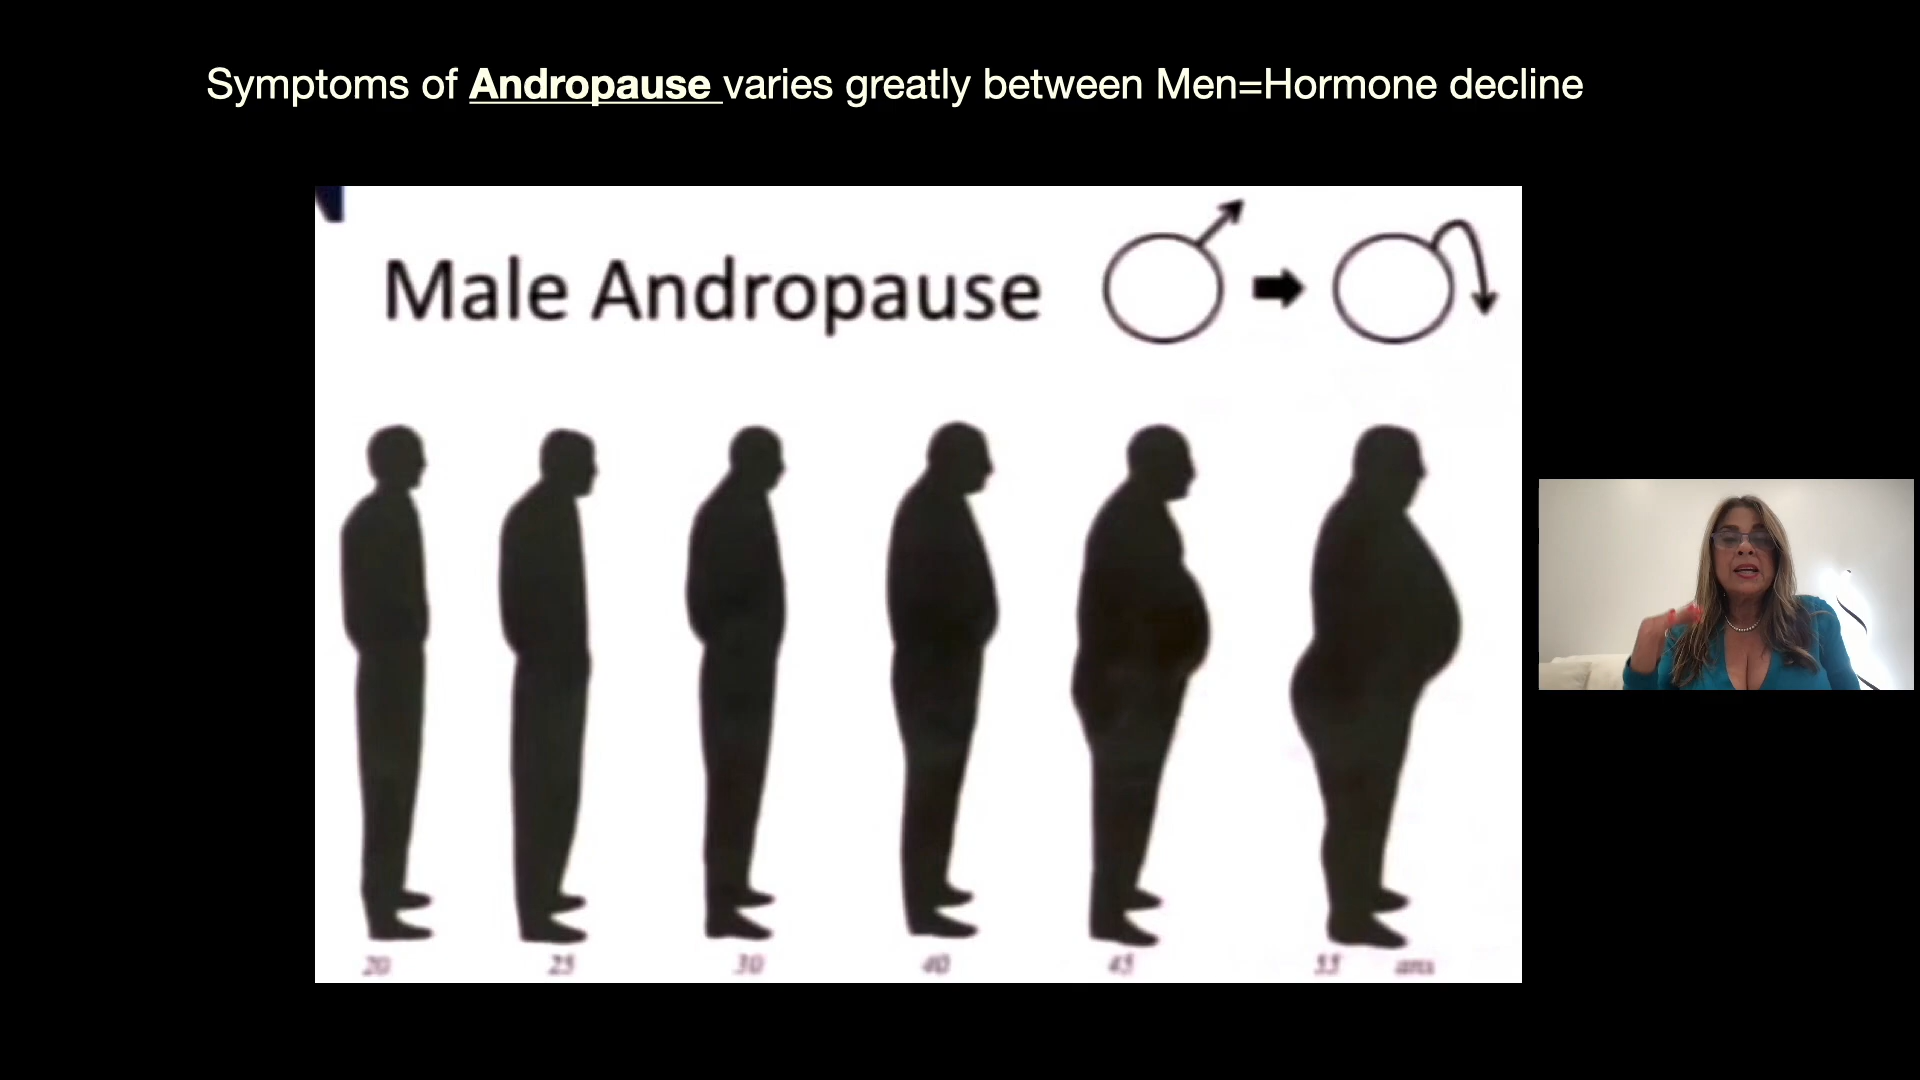 Symptoms of Andropause varies greatly between Men=Hormone decline
Male Andropause
20 25 30 40 45 55 ans